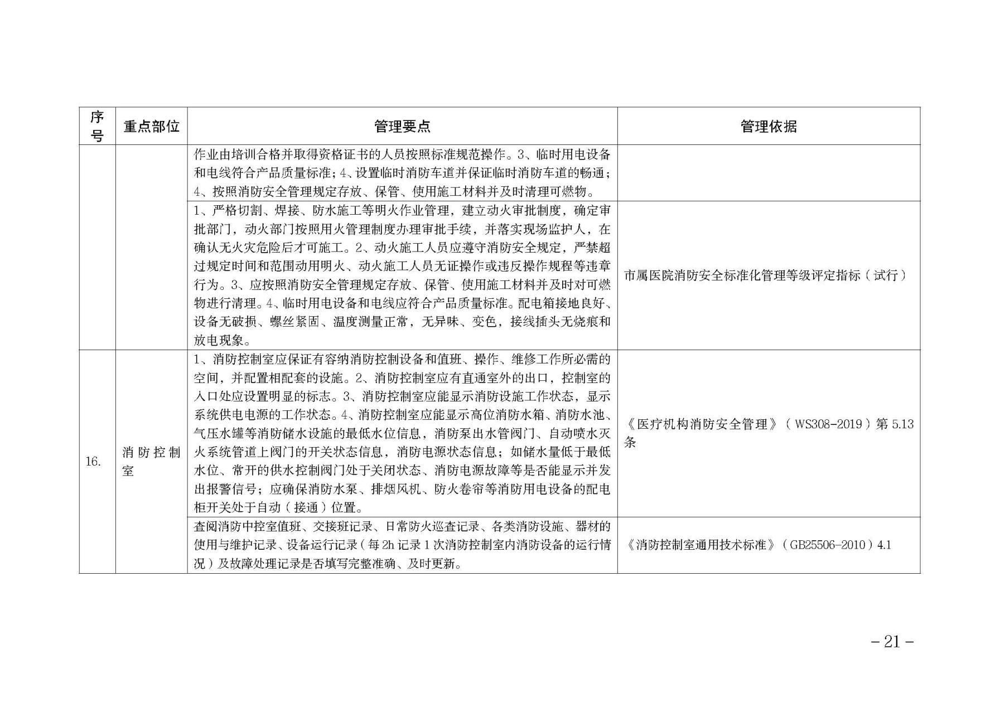 序
号
重点部位
管理要点
管理依据
作业由培训合格并取得资格证书的人员按照标准规范操作。3、临时用电设备
和电线符合产品质量标准；4、设置临时消防车道并保证临时消防车道的畅通；
4、按照消防安全管理规定存放、保管、使用施工材料并及时清理可燃物。
1、严格切割、焊接、防水施工等明火作业管理，建立动火审批制度，确定审
批部门，动火部门按照用火管理制度办理审批手续，并落实现场监护人，在
确认无火灾危险后才可施工。2、动火施工人员应遵守消防安全规定，严禁超
过规定时间和范围动用明火、动火施工人员无证操作或违反操作规程等违章
行为。3、应按照消防安全管理规定存放、保管、使用施工材料并及时对可燃
物进行清理。4、临时用电设备和电线应符合产品质量标准。配电箱接地良好、
设备无破损、螺丝紧固、温度测量正常，无异味、变色，接线插头无烧痕和
放电现象。
市属医院消防安全标准化管理等级评定指标（试行）
16.
消防控制
室
1、消防控制室应保证有容纳消防控制设备和值班、操作、维修工作所必需的
空间，并配置相配套的设施。2、消防控制室应有直通室外的出口，控制室的
入口处应设置明显的标志。3、消防控制室应能显示消防设施工作状态，显示
系统供电电源的工作状态。4、消防控制室应能显示高位消防水箱、消防水池、
气压水罐等消防储水设施的最低水位信息，消防泵出水管阀门、自动喷水灭
火系统管道上阀门的开关状态信息，消防电源状态信息；如储水量低于最低
水位、常开的供水控制阀门处于关闭状态、消防电源故障等是否能显示并发
出报警信号；应确保消防水泵、排烟风机、防火卷帘等消防用电设备的配电
柜开关处于自动（接通）位置。
《医疗机构消防安全管理》（WS308-2019）第 5.13
条
查阅消防中控室值班、交接班记录、日常防火巡查记录、各类消防设施、器材的
使用与维护记录、设备运行记录（每 2h 记录 1 次消防控制室内消防设备的运行情
况）及故障处理记录是否填写完整准确、及时更新。
《消防控制室通用技术标准》（GB25506-2010）4.1
－21－